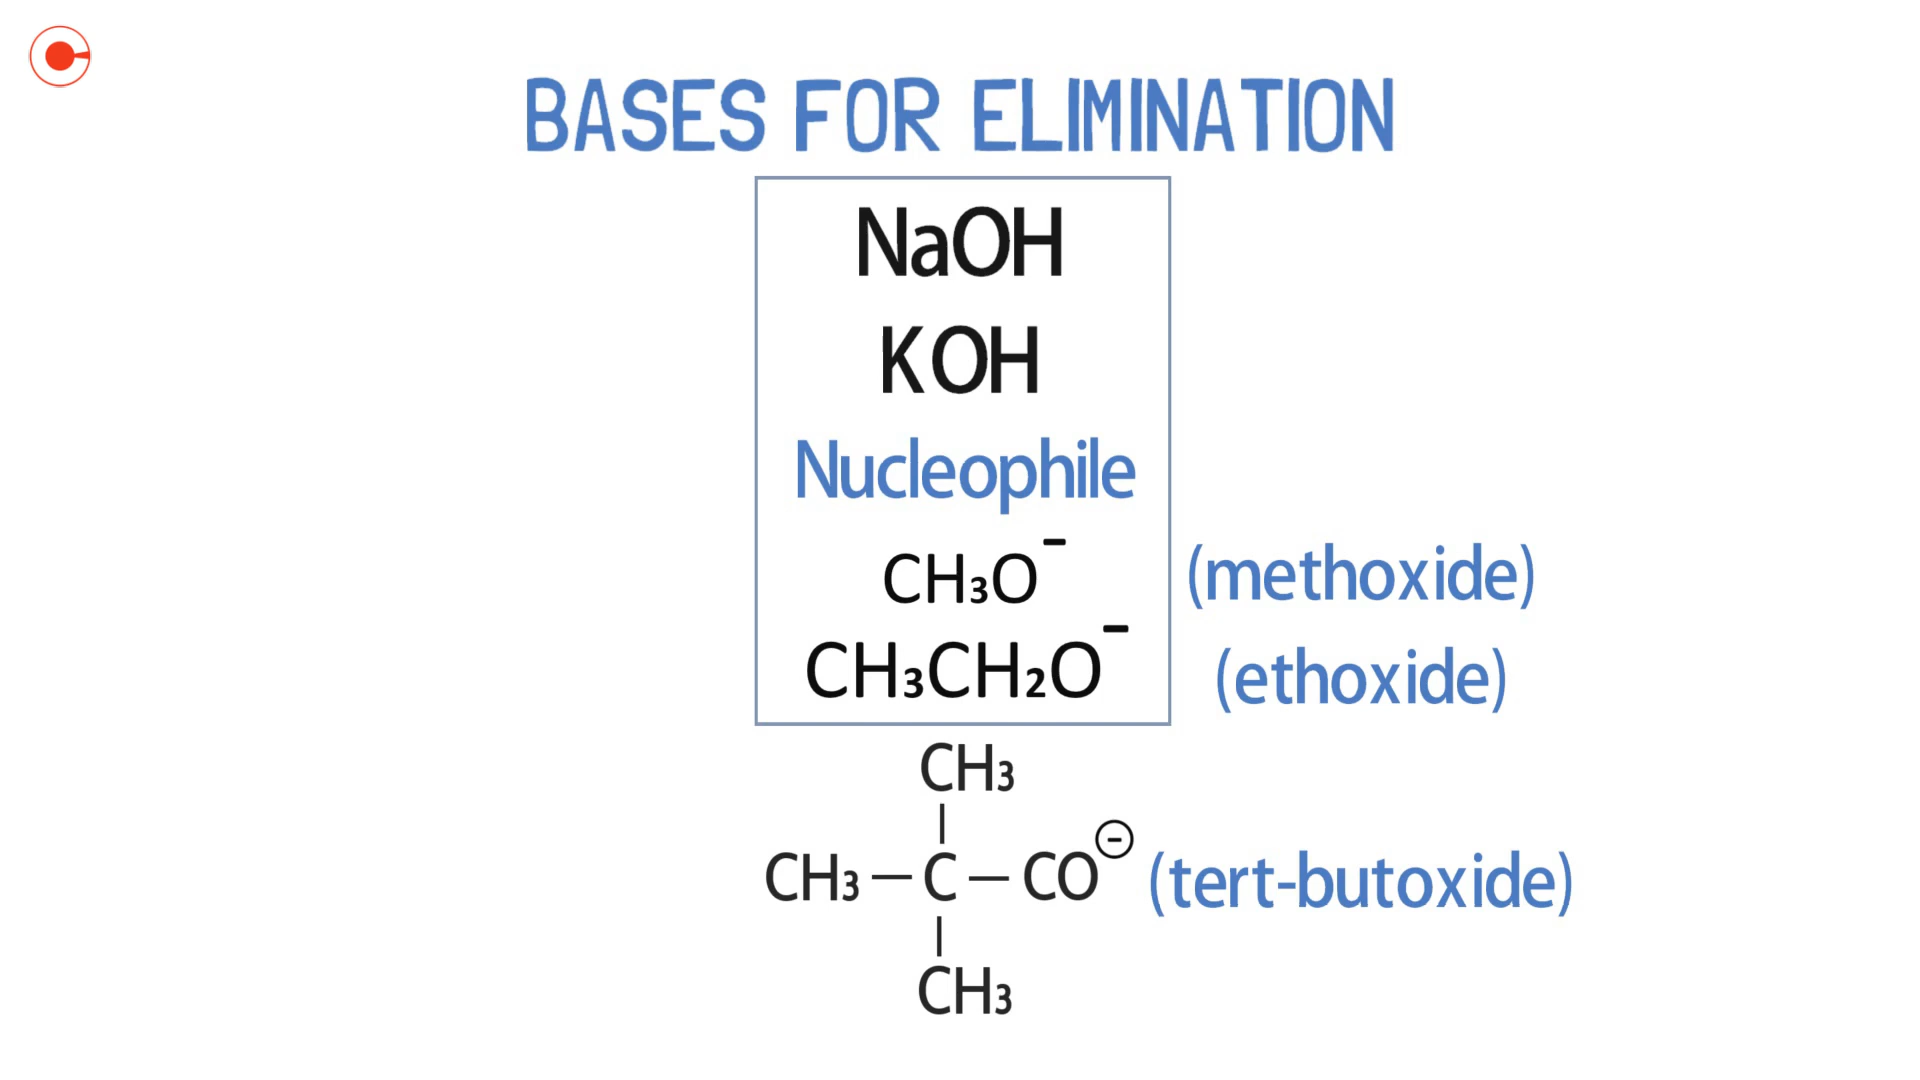 BASES FOR ELIMINATION
NaOH
KOH
Nucleophile
CH₃O⁻ (methoxide)
CH₃CH₂O⁻ (ethoxide)
CH₃
CH₃—C—CO⊖ (tert-butoxide)
CH₃